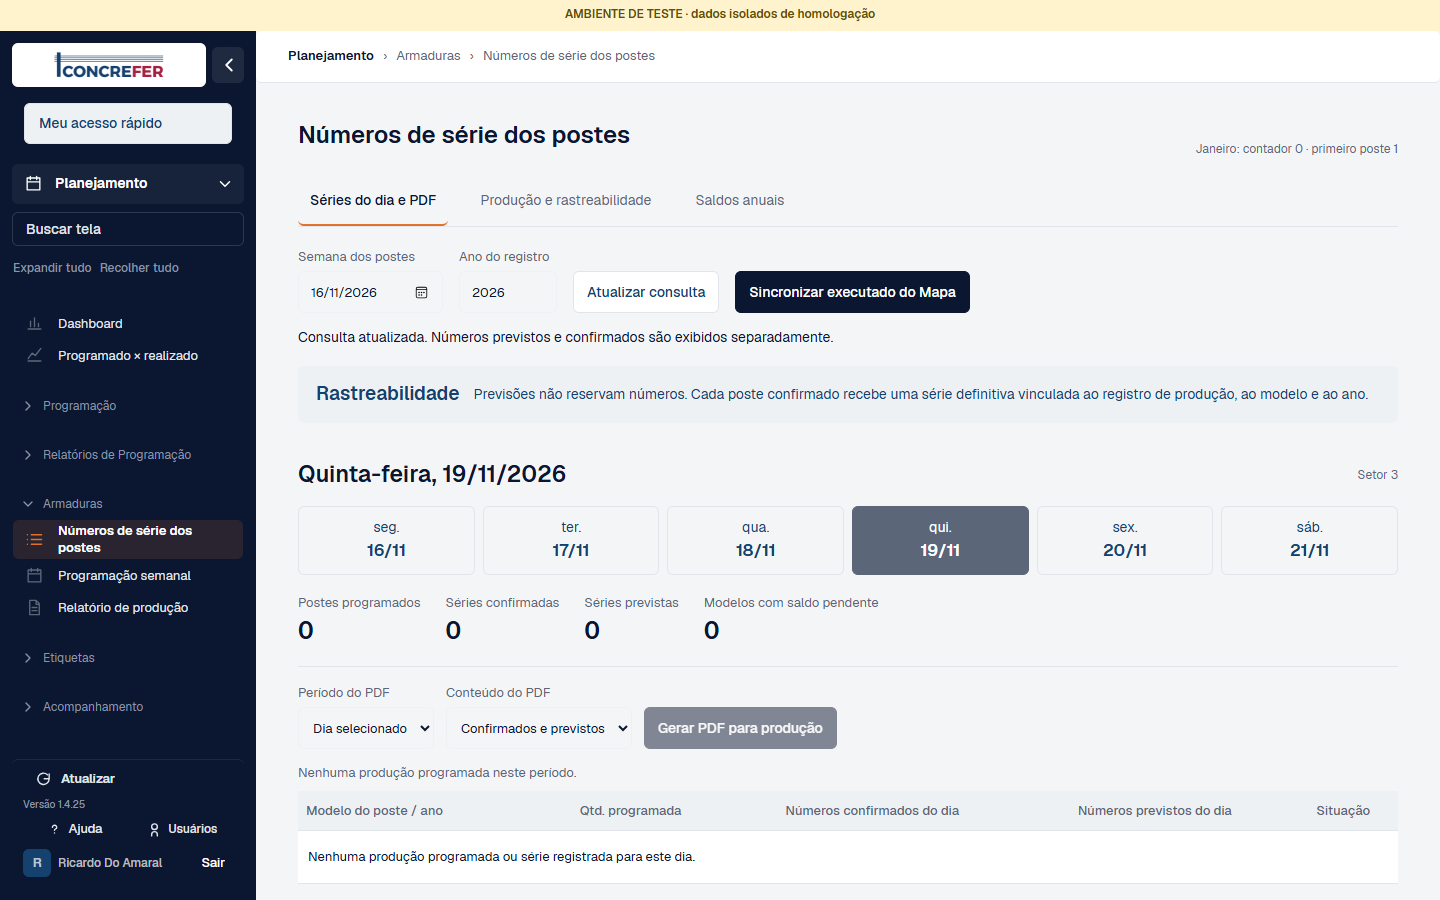 AMBIENTE DE TESTE · dados isolados de homologação
CONCREFER
Meu acesso rápido
Planejamento
Buscar tela
Expandir tudo Recolher tudo
Dashboard
Programado × realizado
Programação
Relatórios de Programação
Armaduras
Números de série dos
postes
Programação semanal
Relatório de produção
Etiquetas
Acompanhamento
Atualizar
Versão 1.4.25
? Ajuda Usuários
R Ricardo Do Amaral Sair
Planejamento › Armaduras › Números de série dos postes
Números de série dos postes
Janeiro: contador 0 · primeiro poste 1
Séries do dia e PDF Produção e rastreabilidade Saldos anuais
Semana dos postes Ano do registro
16/11/2026 2026 Atualizar consulta Sincronizar executado do Mapa
Consulta atualizada. Números previstos e confirmados são exibidos separadamente.
Rastreabilidade Previsões não reservam números. Cada poste confirmado recebe uma série definitiva vinculada ao registro de produção, ao modelo e ao ano.
Quinta-feira, 19/11/2026 Setor 3
seg. ter. qua. qui. sex. sáb.
16/11 17/11 18/11 19/11 20/11 21/11
Postes programados Séries confirmadas Séries previstas Modelos com saldo pendente
0 0 0 0
Período do PDF Conteúdo do PDF
Dia selecionado Confirmados e previstos Gerar PDF para produção
Nenhuma produção programada neste período.
Modelo do poste / ano Qtd. programada Números confirmados do dia Números previstos do dia Situação
Nenhuma produção programada ou série registrada para este dia.